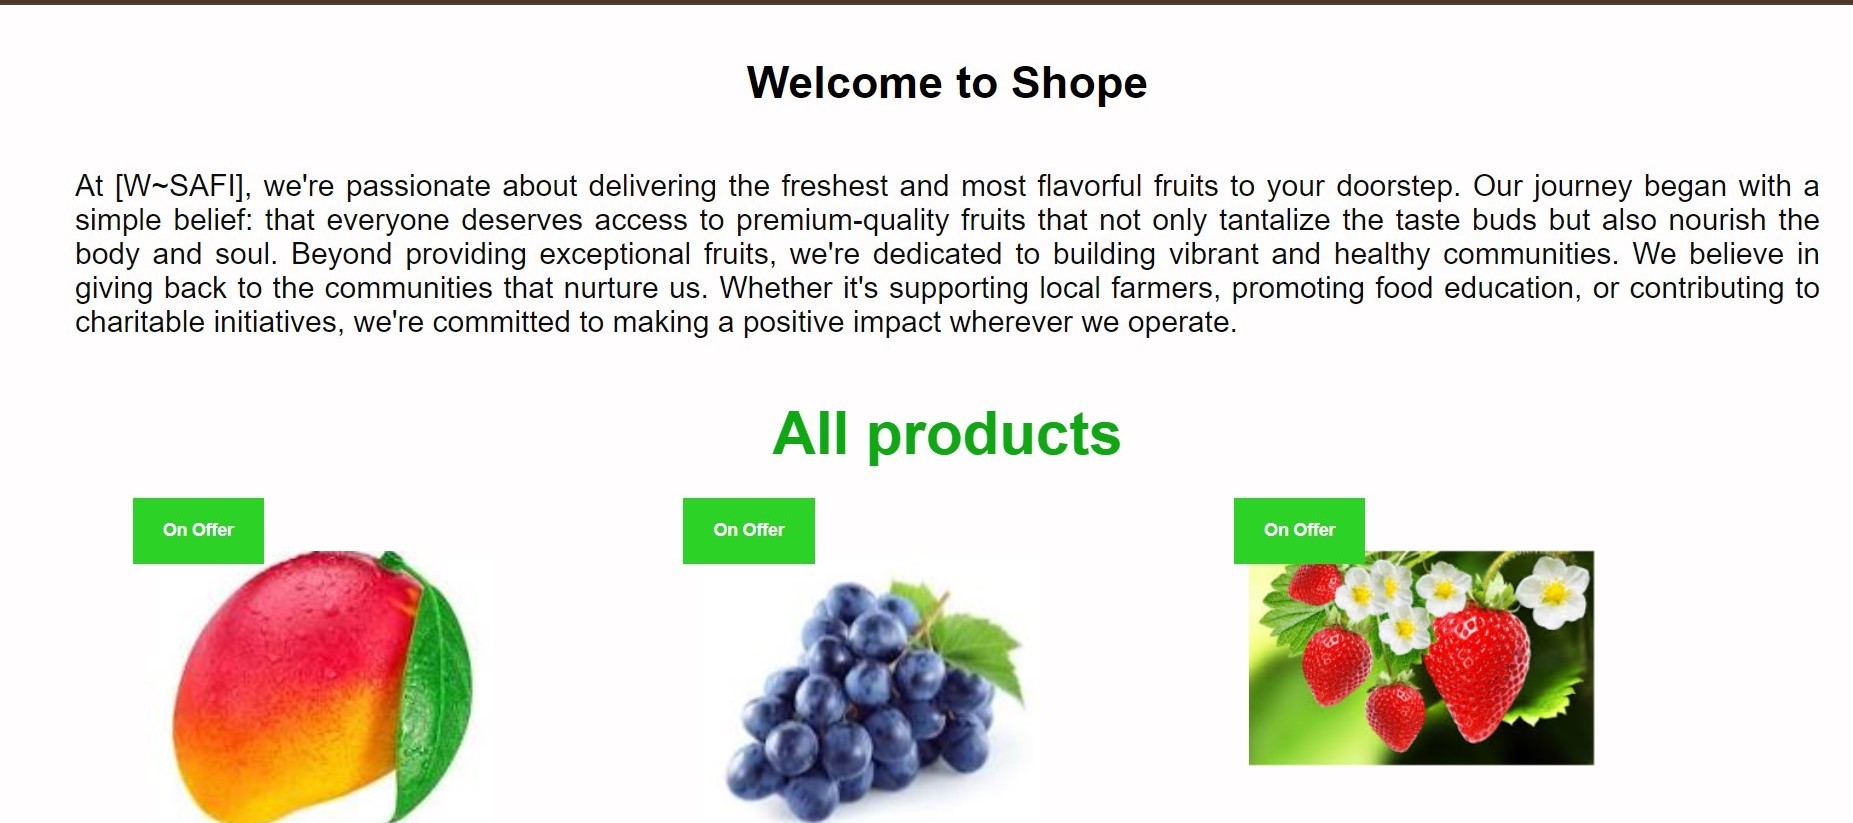 Welcome to Shope
At [W~SAFI], we're passionate about delivering the freshest and most flavorful fruits to your doorstep. Our journey began with a
simple belief: that everyone deserves access to premium-quality fruits that not only tantalize the taste buds but also nourish the
body and soul. Beyond providing exceptional fruits, we're dedicated to building vibrant and healthy communities. We believe in
giving back to the communities that nurture us. Whether it's supporting local farmers, promoting food education, or contributing to
charitable initiatives, we're committed to making a positive impact wherever we operate.
All products
On Offer
On Offer
On Offer